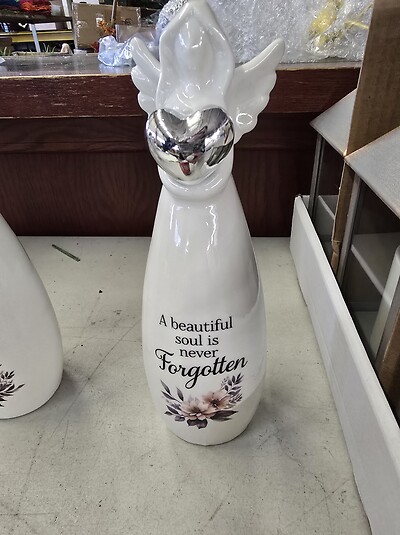 A beautiful
soul is
never
Forgotten